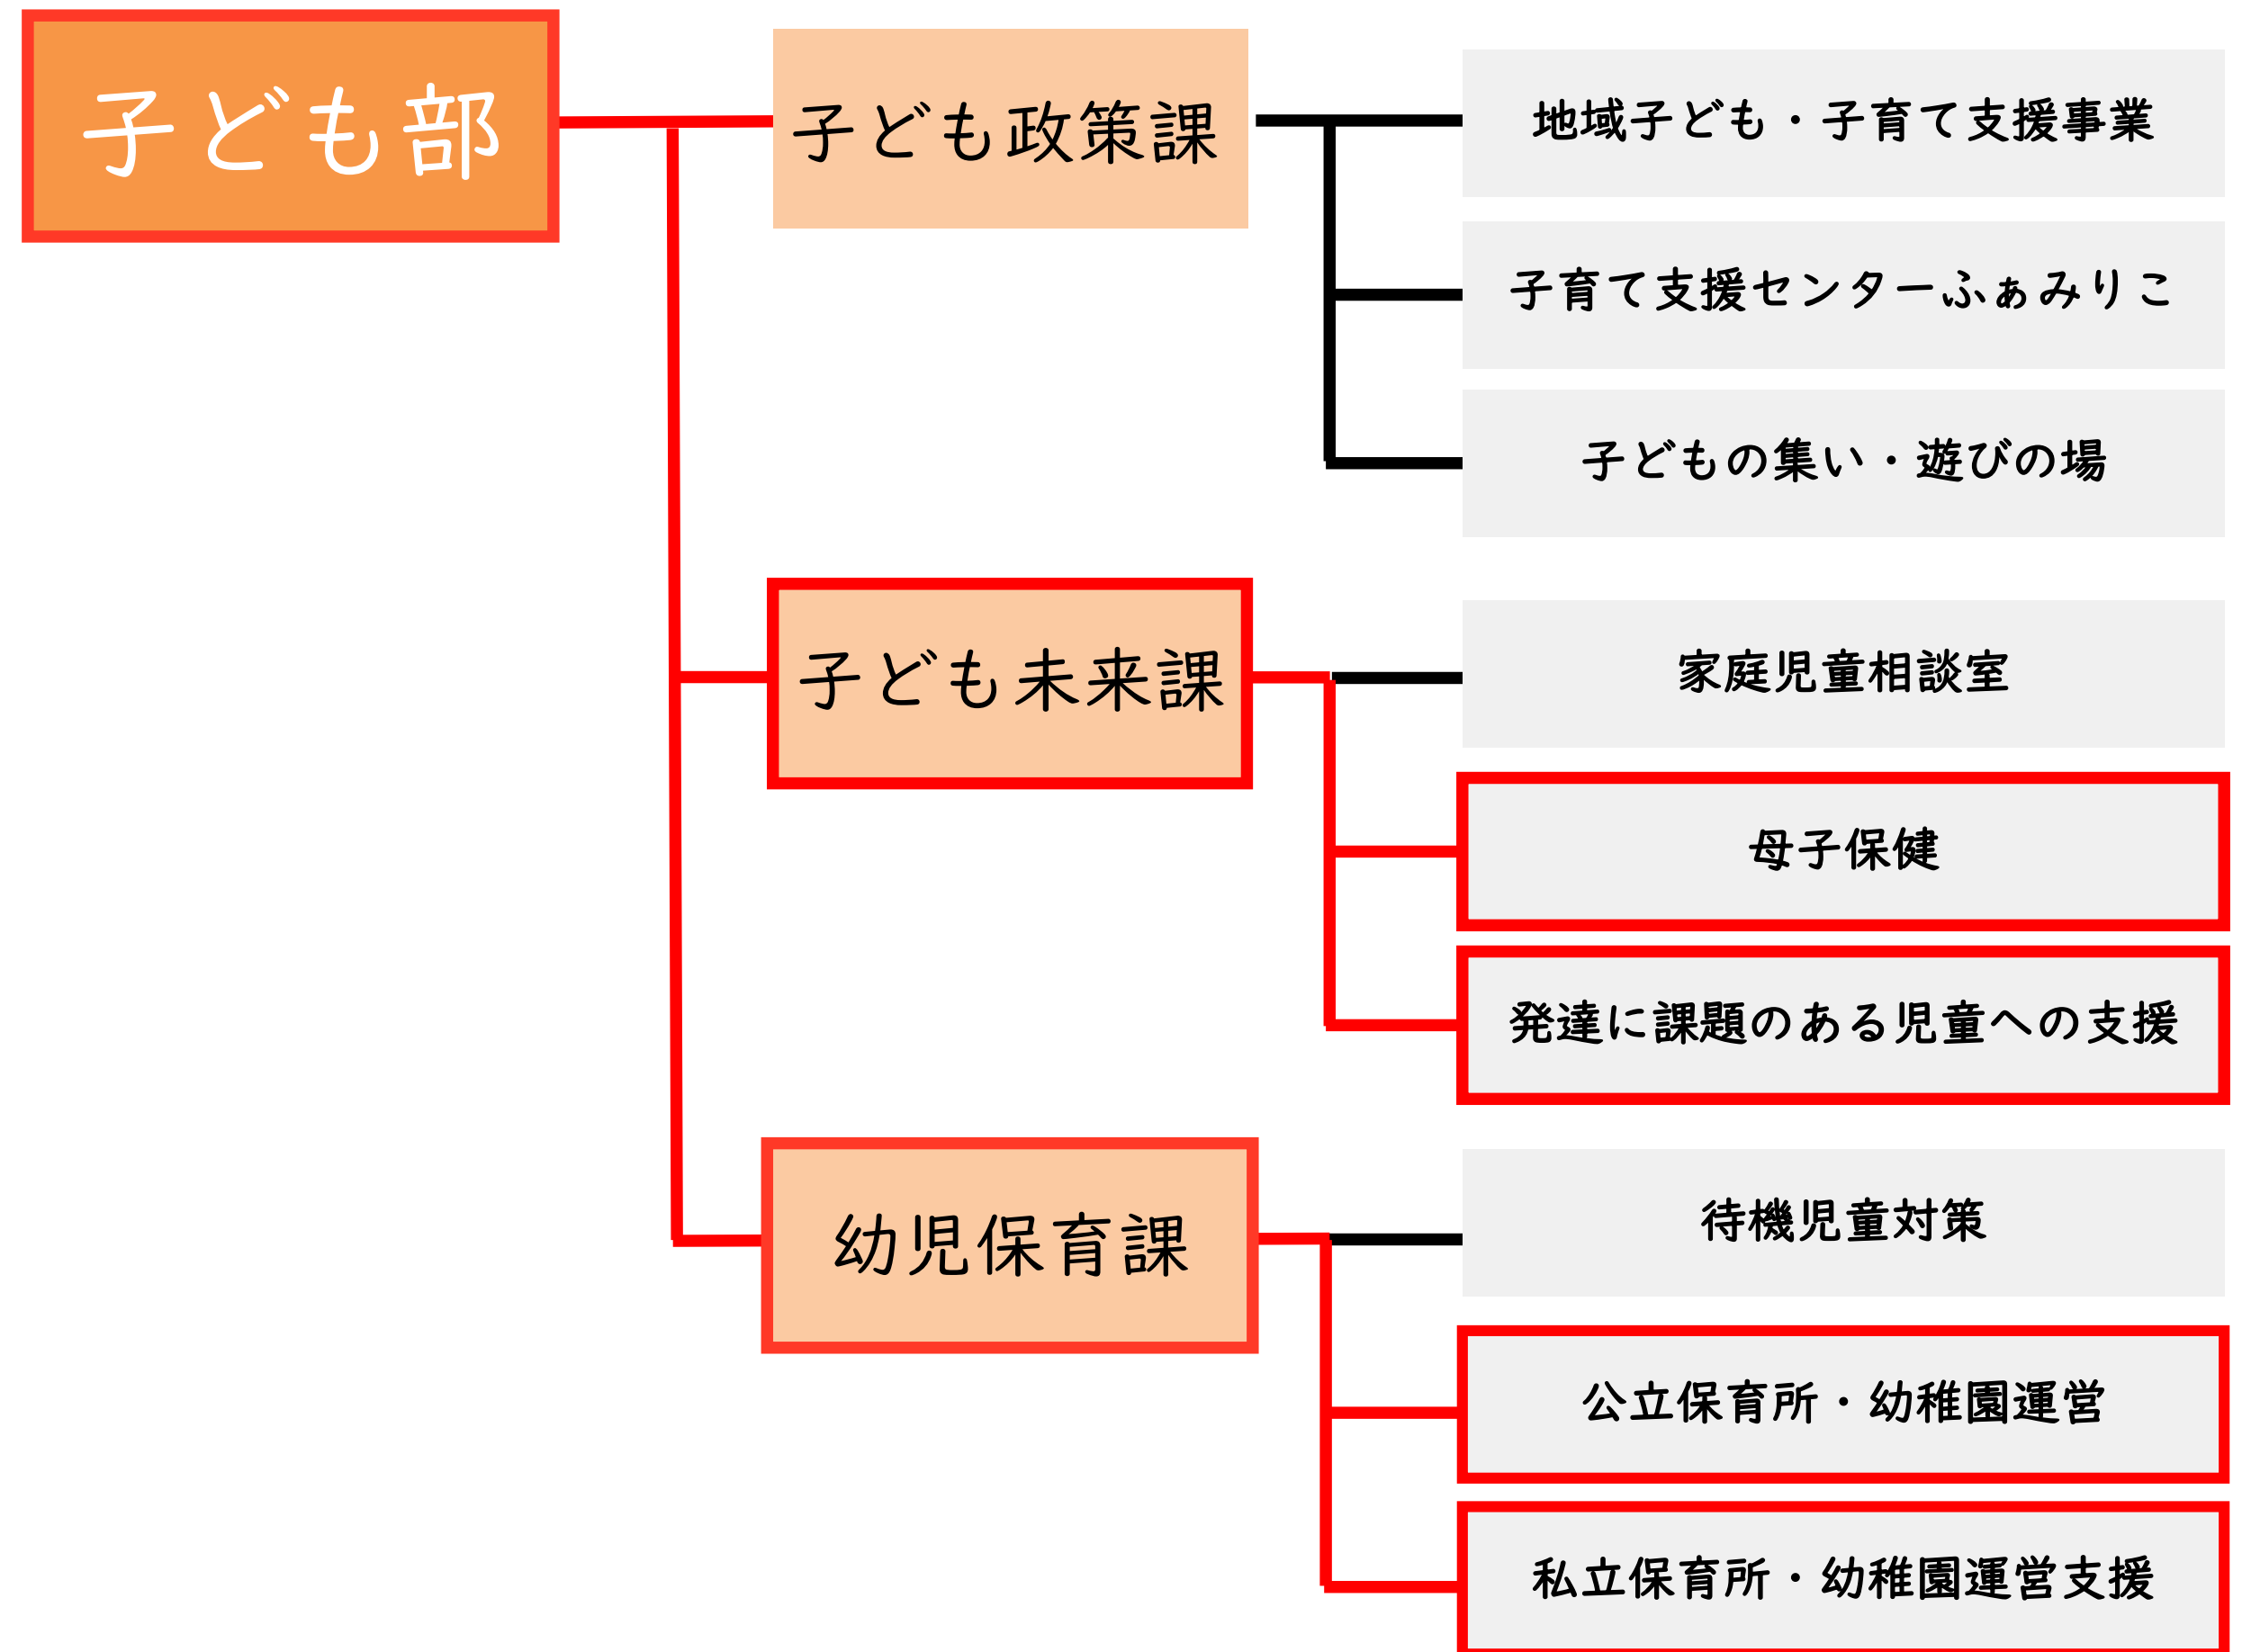 子ども部
子ども政策課
地域子ども・子育て支援事業
子育て支援センターふぁみりこ
子どもの集い・遊びの場
子ども未来課
家庭児童相談室
母子保健
発達に課題のある児童への支援
幼児保育課
待機児童対策
公立保育所・幼稚園運営
私立保育所・幼稚園運営支援